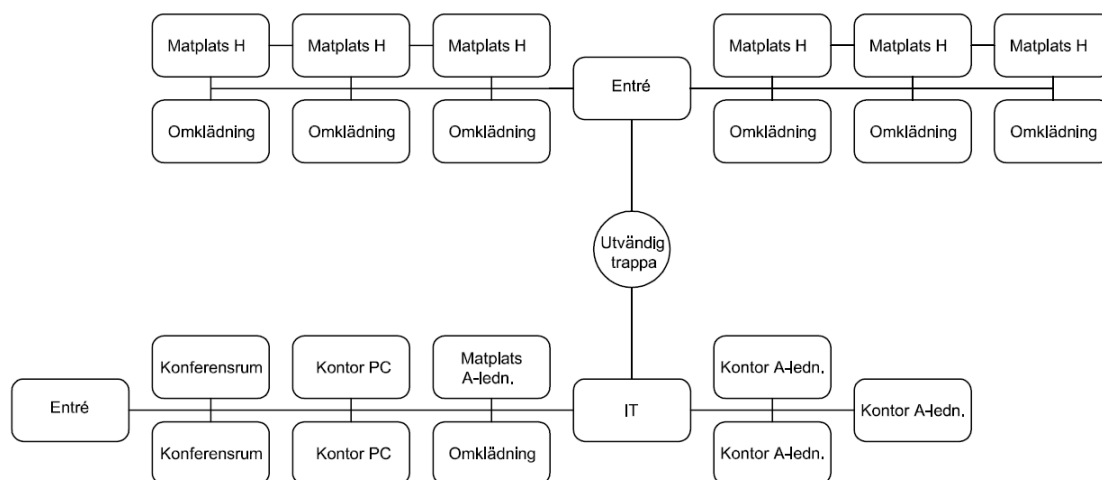 Matplats H
Matplats H
Matplats H
Matplats H
Matplats H
Matplats H
Entré
Omklädning
Omklädning
Omklädning
Omklädning
Omklädning
Omklädning
Utvändig
trappa
Konferensrum
Kontor PC
Matplats
A-ledn.
Kontor A-ledn.
Entré
IT
Kontor A-ledn.
Konferensrum
Kontor PC
Omklädning
Kontor A-ledn.